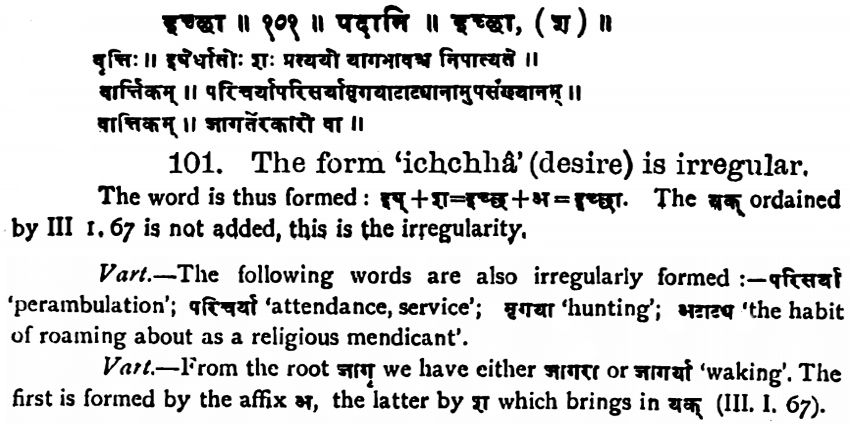 इच्छा ॥ १०१ ॥ पदानि ॥ इच्छा, ( श ) ॥
वृत्तिः ॥ इषेर्धातोः शः प्रत्ययो यागभावश्च निपात्यते ॥
वार्त्तिकम् ॥ परिचर्यापरिसर्यामृगयाटाट्यानामुपसंख्यानम् ॥
वार्त्तिकम् ॥ जागर्तेरकारो वा ॥
101. The form ‘ichchhâ’ (desire) is irregular.
The word is thus formed : इष् + श=इच्छ + अ = इच्छा. The यक् ordained
by III 1. 67 is not added, this is the irregularity.
Vart.—The following words are also irregularly formed :—परिसर्या
‘perambulation’; परिचर्या ‘attendance, service’; मृगया ‘hunting’; अटाट्य ‘the habit
of roaming about as a religious mendicant’.
Vart.—From the root जागृ we have either जागरा or जागर्या ‘waking’. The
first is formed by the affix अ, the latter by श which brings in यक् (III. I. 67).